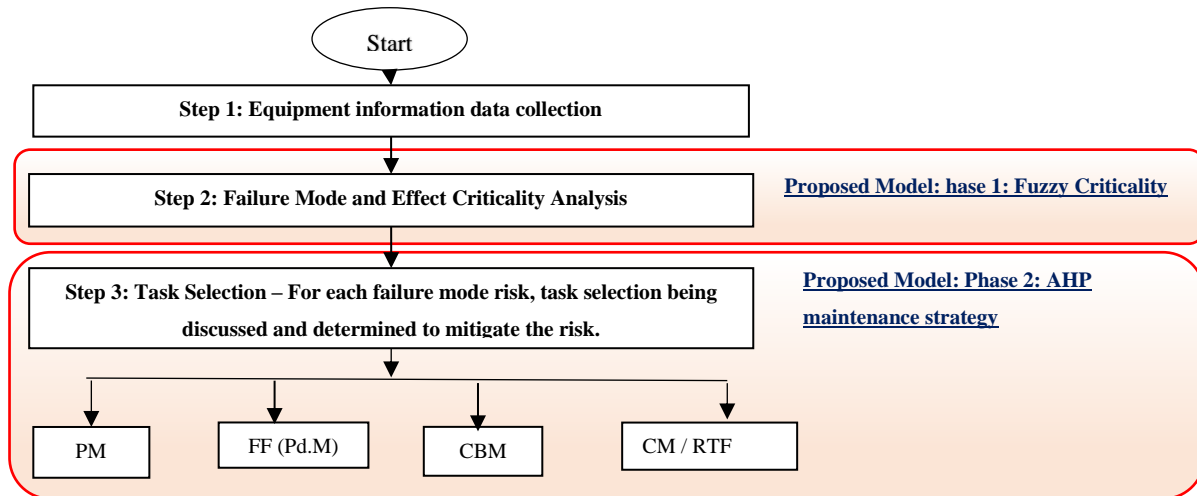 Start
Step 1: Equipment information data collection
Step 2: Failure Mode and Effect Criticality Analysis
Proposed Model: hase 1: Fuzzy Criticality
Step 3: Task Selection – For each failure mode risk, task selection being
discussed and determined to mitigate the risk.
Proposed Model: Phase 2: AHP
maintenance strategy
PM
FF (Pd.M)
CBM
CM / RTF